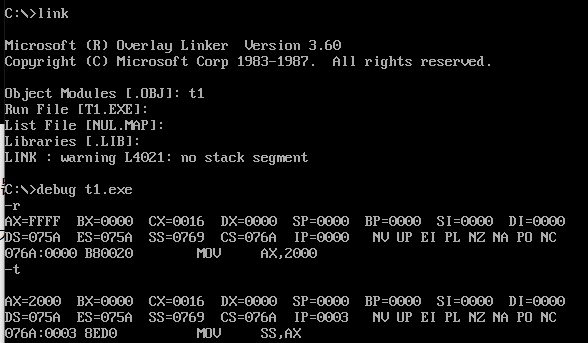 C:\>link
Microsoft (R) Overlay Linker  Version 3.60
Copyright (C) Microsoft Corp 1983-1987.  All rights reserved.
Object Modules [.OBJ]: t1
Run File [T1.EXE]:
List File [NUL.MAP]:
Libraries [.LIB]:
LINK : warning L4021: no stack segment
C:\>debug t1.exe
-r
AX=FFFF  BX=0000  CX=0016  DX=0000  SP=0000  BP=0000  SI=0000  DI=0000
DS=075A  ES=075A  SS=0769  CS=076A  IP=0000   NV UP EI PL NZ NA PO NC
076A:0000 B80020        MOV     AX,2000
-t
AX=2000  BX=0000  CX=0016  DX=0000  SP=0000  BP=0000  SI=0000  DI=0000
DS=075A  ES=075A  SS=0769  CS=076A  IP=0003   NV UP EI PL NZ NA PO NC
076A:0003 8ED0          MOV     SS,AX